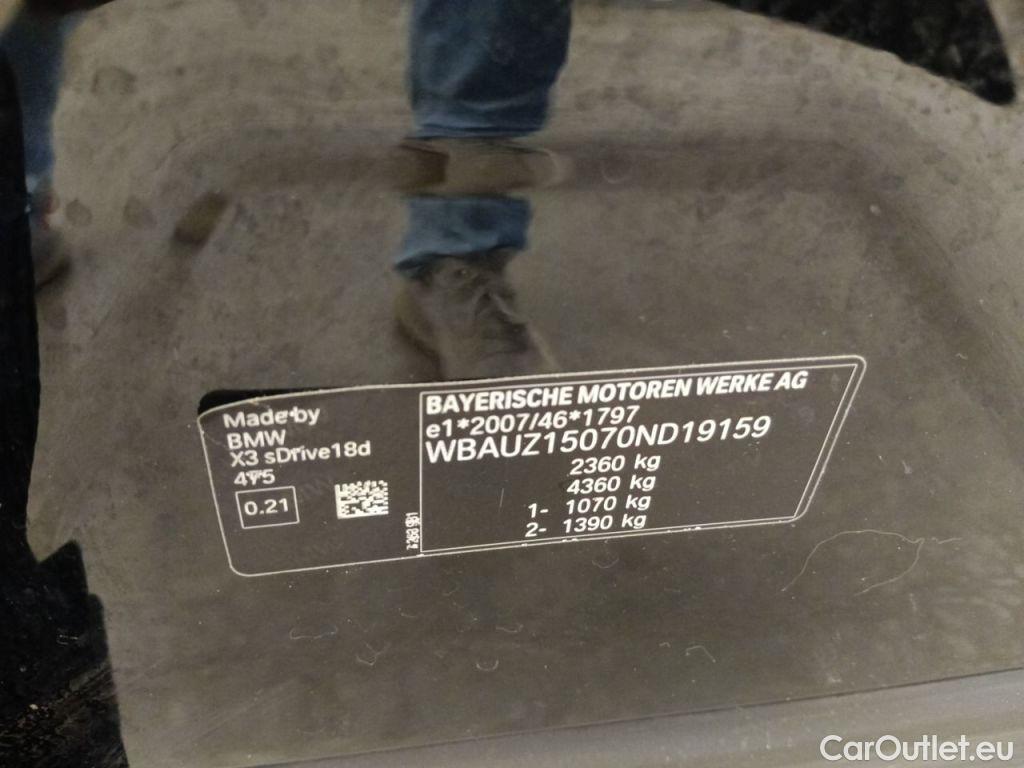 Made by
BMW
X3 sDrive18d
0.21
BAYERISCHE MOTOREN WERKE AG
e1*2007/46*1797
WBAUZ15070ND19159
2360 kg
4360 kg
1- 1070 kg
2- 1390 kg
CarOutlet.eu